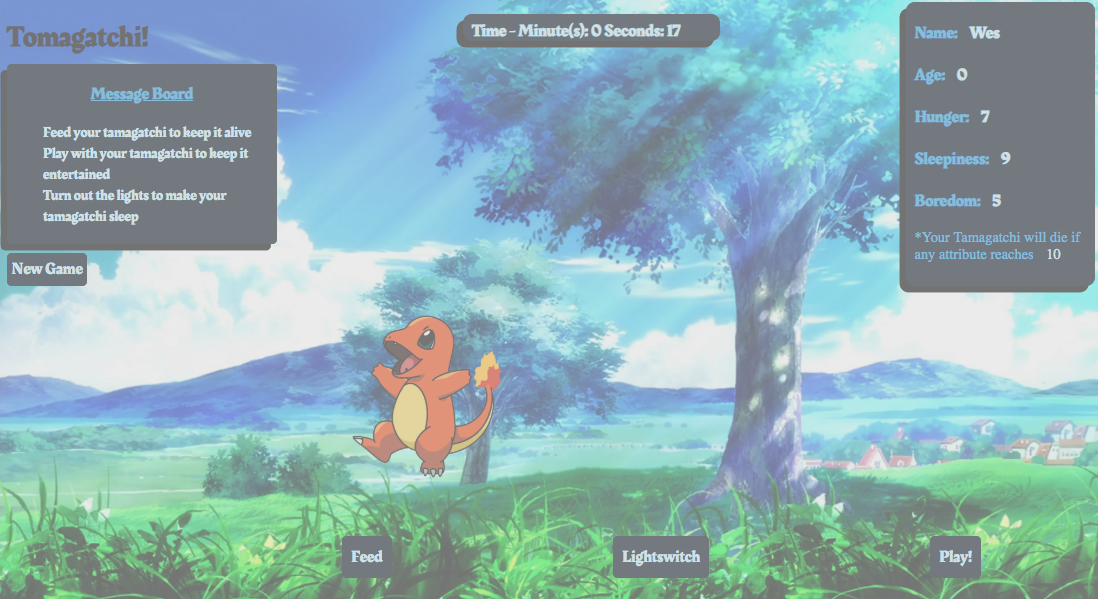 Tomagatchi!
Time - Minute(s): 0 Seconds: 17
Message Board
Feed your tamagatchi to keep it alive
Play with your tamagatchi to keep it
entertained
Turn out the lights to make your
tamagatchi sleep
New Game
Name: Wes
Age: 0
Hunger: 7
Sleepiness: 9
Boredom: 5
*Your Tamagatchi will die if
any attribute reaches 10
Feed
Lightswitch
Play!